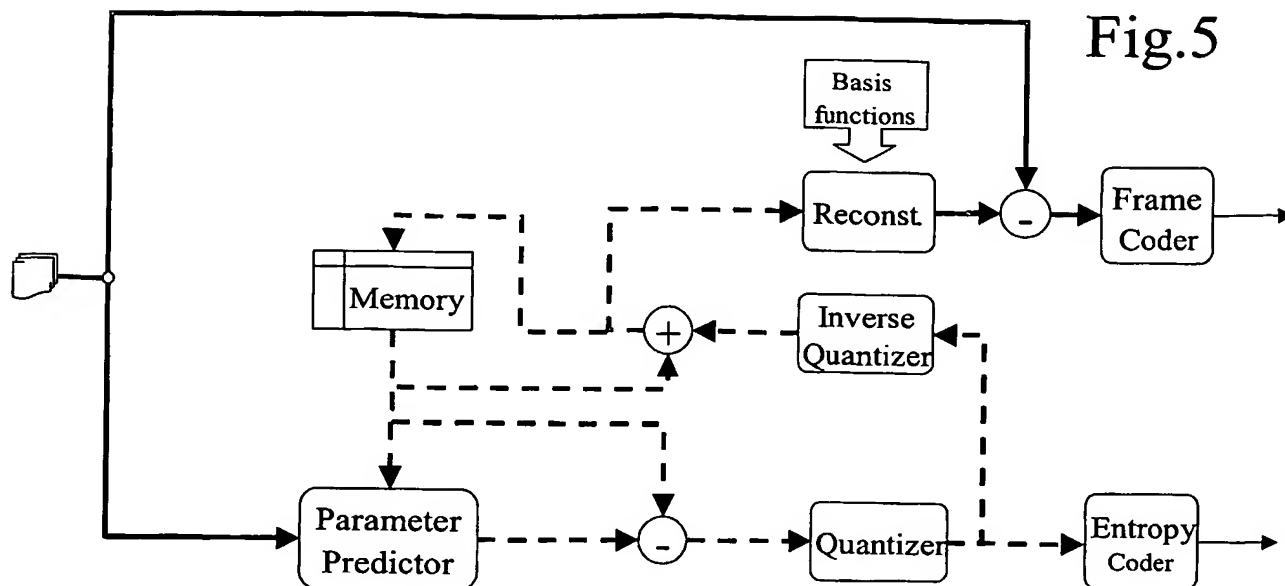 Fig.5
Basis
functions
Reconst.
-
Frame
Coder
Memory
+
Inverse
Quantizer
Parameter
Predictor
-
Quantizer
Entropy
Coder